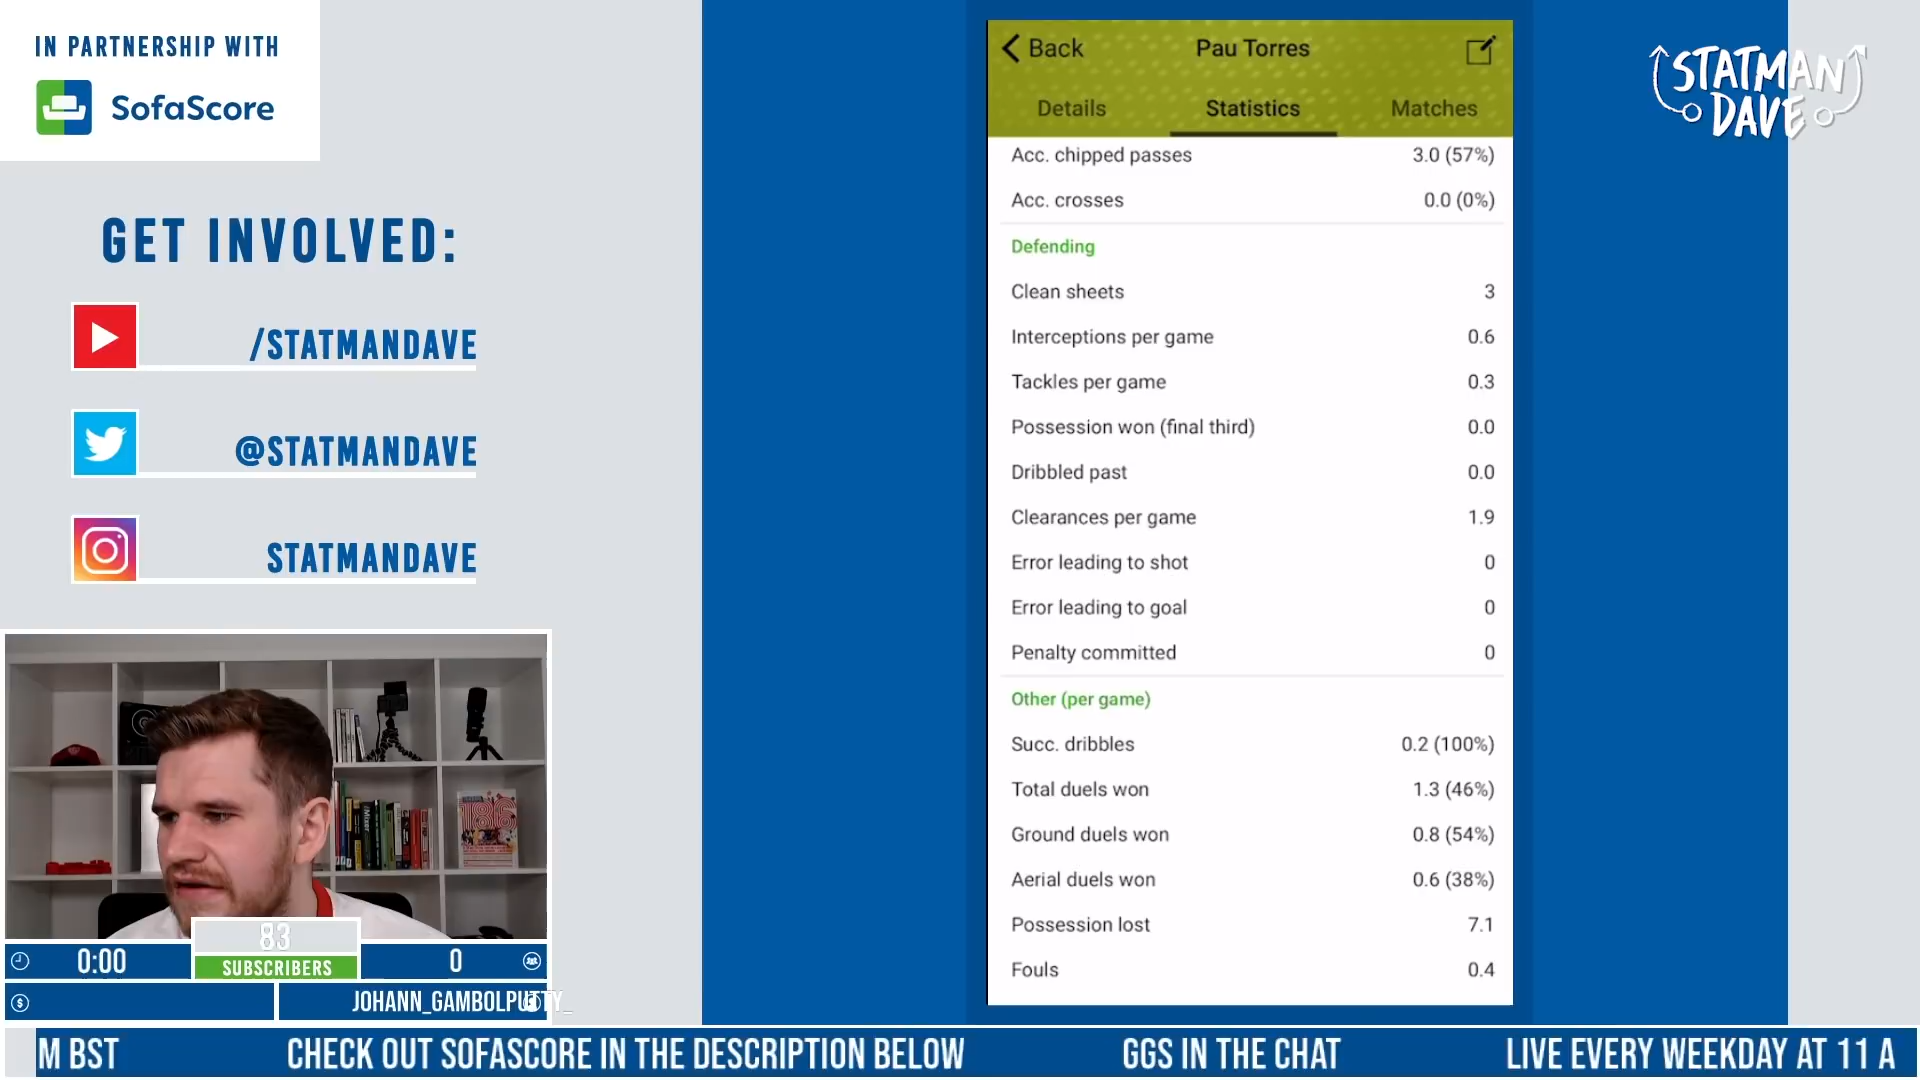 IN PARTNERSHIP WITH
SofaScore
GET INVOLVED:
/STATMANDAVE
@STATMANDAVE
STATMANDAVE
Back
Pau Torres
Details
Statistics
Matches
Acc. chipped passes 3.0 (57%)
Acc. crosses 0.0 (0%)
Defending
Clean sheets 3
Interceptions per game 0.6
Tackles per game 0.3
Possession won (final third) 0.0
Dribbled past 0.0
Clearances per game 1.9
Error leading to shot 0
Error leading to goal 0
Penalty committed 0
Other (per game)
Succ. dribbles 0.2 (100%)
Total duels won 1.3 (46%)
Ground duels won 0.8 (54%)
Aerial duels won 0.6 (38%)
Possession lost 7.1
Fouls 0.4
STATMAN
DAVE
83
SUBSCRIBERS
0:00
0
JOHANN_GAMBOLPUTTY_
M BST CHECK OUT SOFASCORE IN THE DESCRIPTION BELOW GGS IN THE CHAT LIVE EVERY WEEKDAY AT 11 A